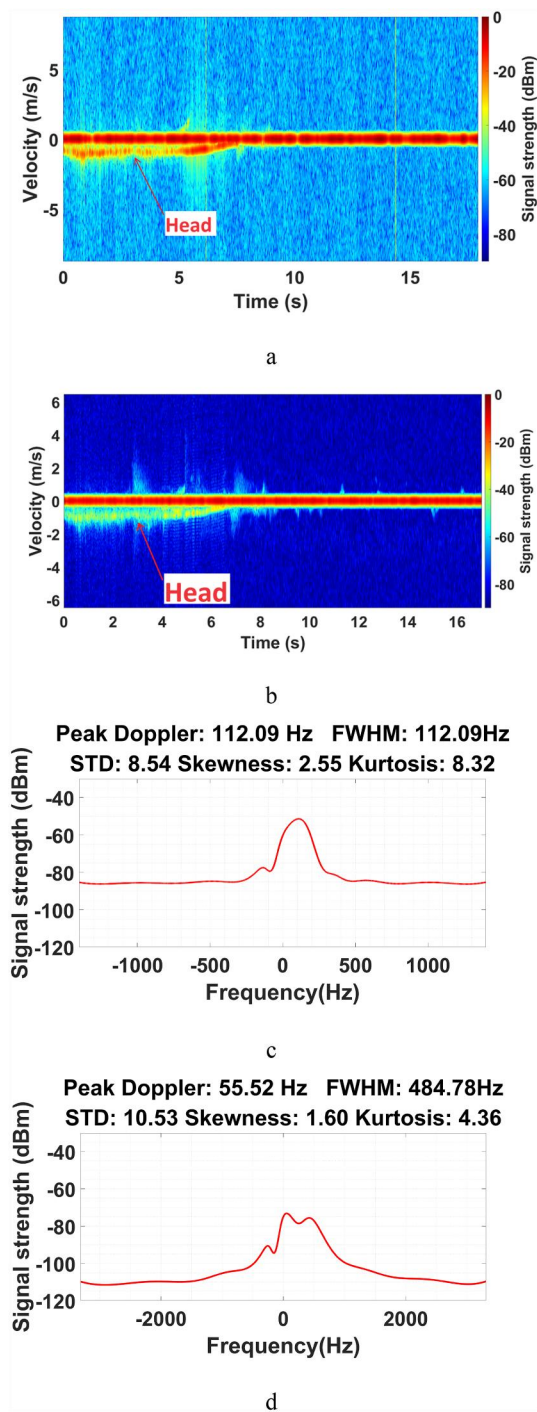 5
0
-5
Velocity (m/s)
Head
0
5
10
15
Time (s)
0
-20
-40
-60
-80
Signal strength (dBm)
a
6
4
2
0
-2
-4
-6
Velocity (m/s)
Head
0
2
4
6
8
10
12
14
16
Time (s)
0
-20
-40
-60
-80
Signal strength (dBm)
b
Peak Doppler: 112.09 Hz FWHM: 112.09Hz
STD: 8.54 Skewness: 2.55 Kurtosis: 8.32
Signal strength (dBm)
-40
-60
-80
-100
-120
-1000
-500
0
500
1000
Frequency(Hz)
c
Peak Doppler: 55.52 Hz FWHM: 484.78Hz
STD: 10.53 Skewness: 1.60 Kurtosis: 4.36
Signal strength (dBm)
-40
-60
-80
-100
-120
-2000
0
2000
Frequency(Hz)
d